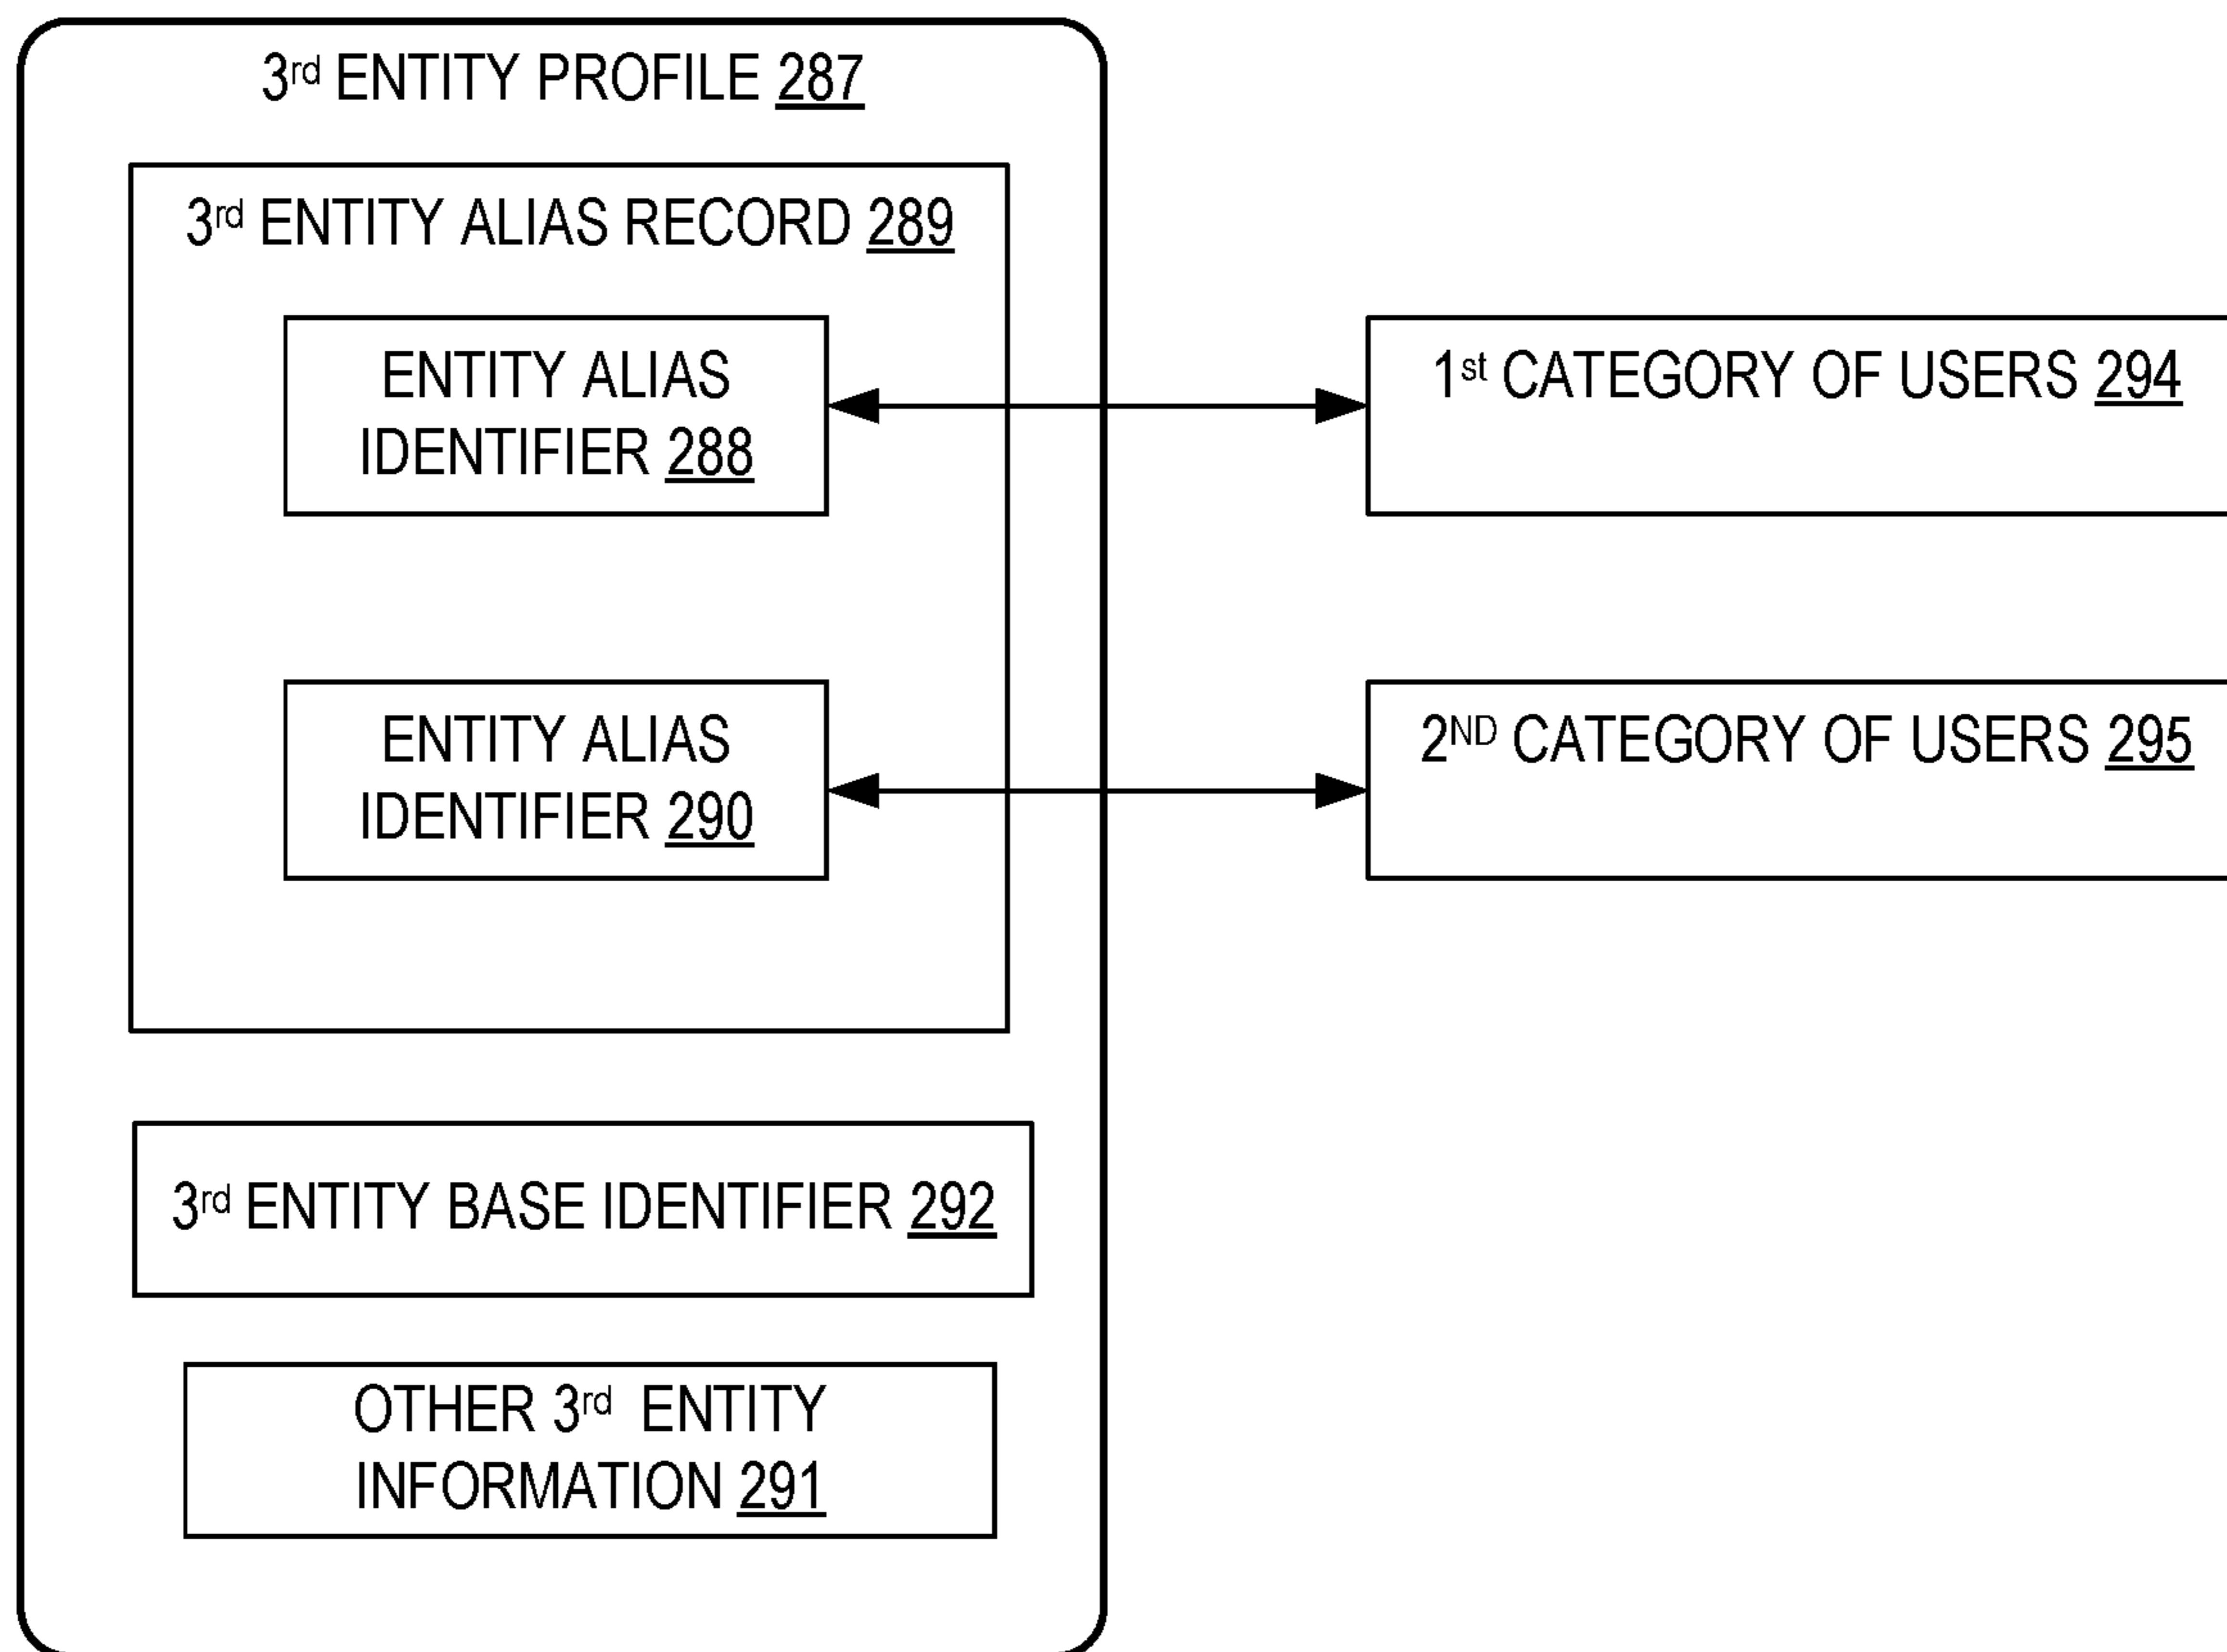 3rd ENTITY PROFILE 287
3rd ENTITY ALIAS RECORD 289
ENTITY ALIAS
IDENTIFIER 288
1st CATEGORY OF USERS 294
ENTITY ALIAS
IDENTIFIER 290
2ND CATEGORY OF USERS 295
3rd ENTITY BASE IDENTIFIER 292
OTHER 3rd ENTITY
INFORMATION 291